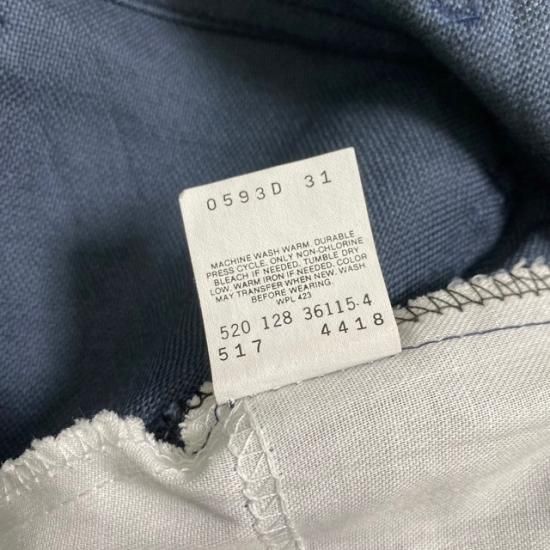 0593D 31
MACHINE WASH WARM. DURABLE
PRESS CYCLE. ONLY NON-CHLORINE
BLEACH IF NEEDED. TUMBLE DRY
LOW. WARM IRON IF NEEDED. COLOR
MAY TRANSFER WHEN NEW. WASH
BEFORE WEARING.
WPL 423
520 128 36115.4
517 4418